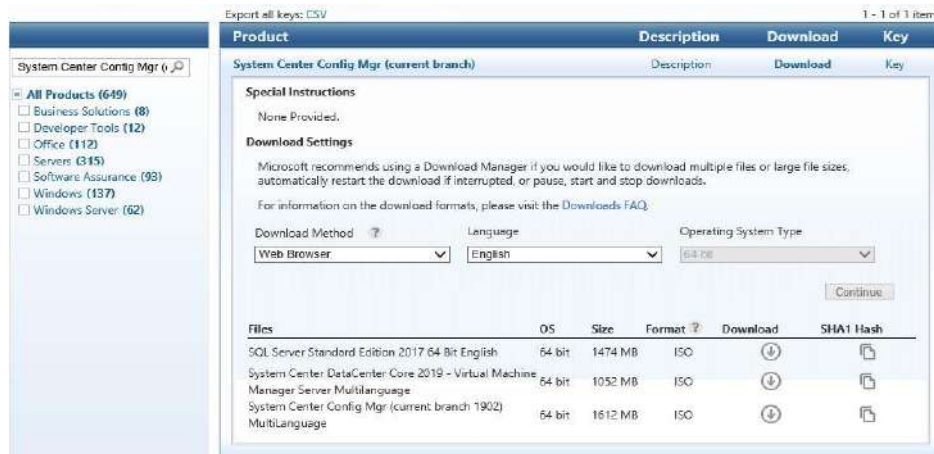 Export all keys: CSV
1 - 1 of 1 item
Product Description Download Key
System Center Config Mgr (
System Center Config Mgr (current branch) Description Download Key
All Products (649)
Business Solutions (8)
Developer Tools (12)
Office (112)
Servers (315)
Software Assurance (93)
Windows (137)
Windows Server (62)
Special Instructions
None Provided.
Download Settings
Microsoft recommends using a Download Manager if you would like to download multiple files or large file sizes,
automatically restart the download if interrupted, or pause, start and stop downloads.
For information on the download formats, please visit the Downloads FAQ.
Download Method ? Language Operating System Type
Web Browser English 64 bit
Continue
Files OS Size Format ? Download SHA1 Hash
SQL Server Standard Edition 2017 64 Bit English 64 bit 1474 MB ISO
System Center DataCenter Core 2019 - Virtual Machine
Manager Server Multilanguage 64 bit 1052 MB ISO
System Center Config Mgr (current branch 1902)
MultiLanguage 64 bit 1612 MB ISO